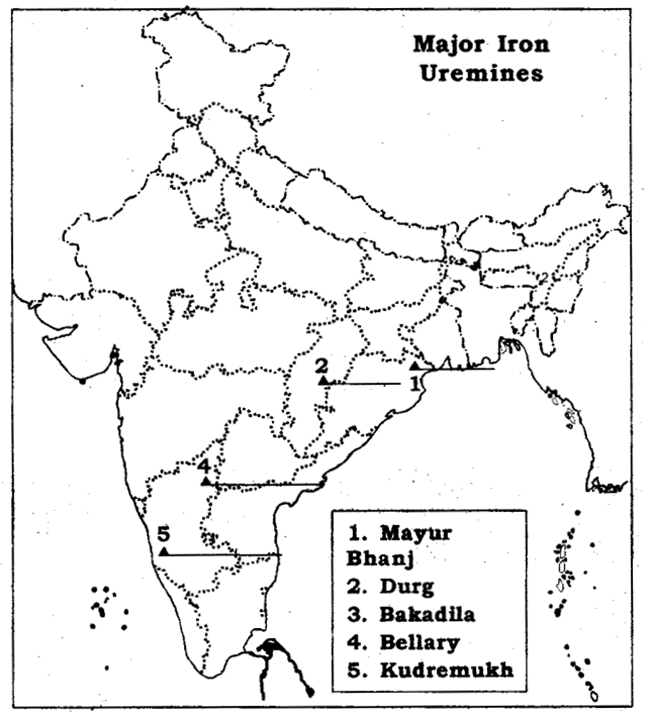 Major Iron
Uremines
2
1
4
5
1. Mayur
Bhanj
2. Durg
3. Bakadila
4. Bellary
5. Kudremukh